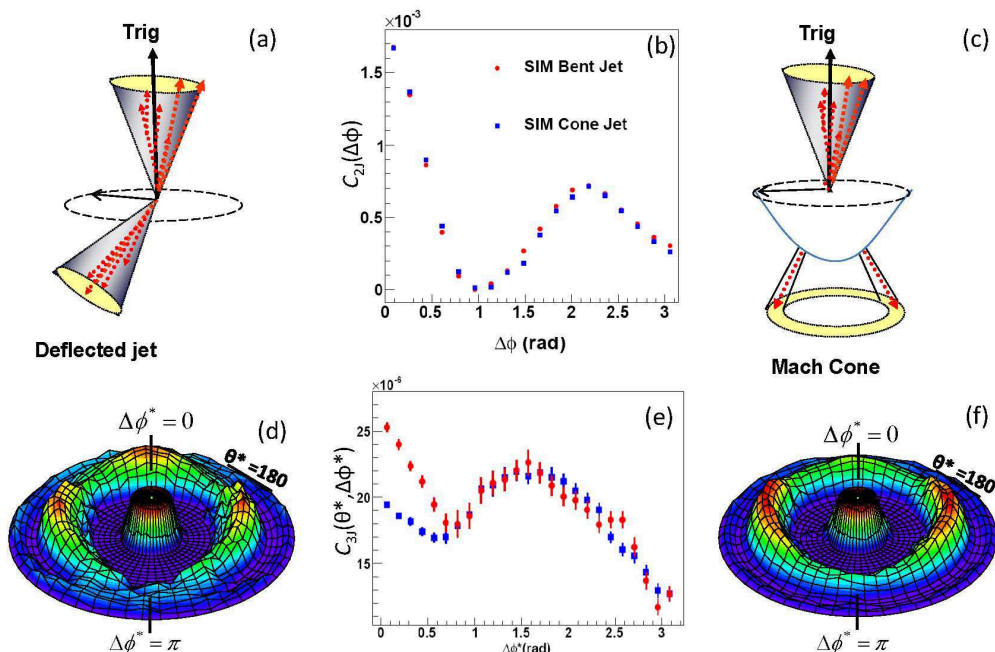 Trig
(a)
Deflected jet
×10⁻³
(b)
SIM Bent Jet
SIM Cone Jet
C2J(Δϕ)
1.5
1
0.5
0
0 0.5 1 1.5 2 2.5 3
Δϕ (rad)
Trig
(c)
Mach Cone
Δϕ* = 0
(d)
θ* =180
Δϕ* = π
×10⁻⁶
(e)
C3J(θ*,Δϕ*)
25
20
15
0 0.5 1 1.5 2 2.5 3
Δϕ*(rad)
(f)
Δϕ* = 0
θ* =180
Δϕ* = π